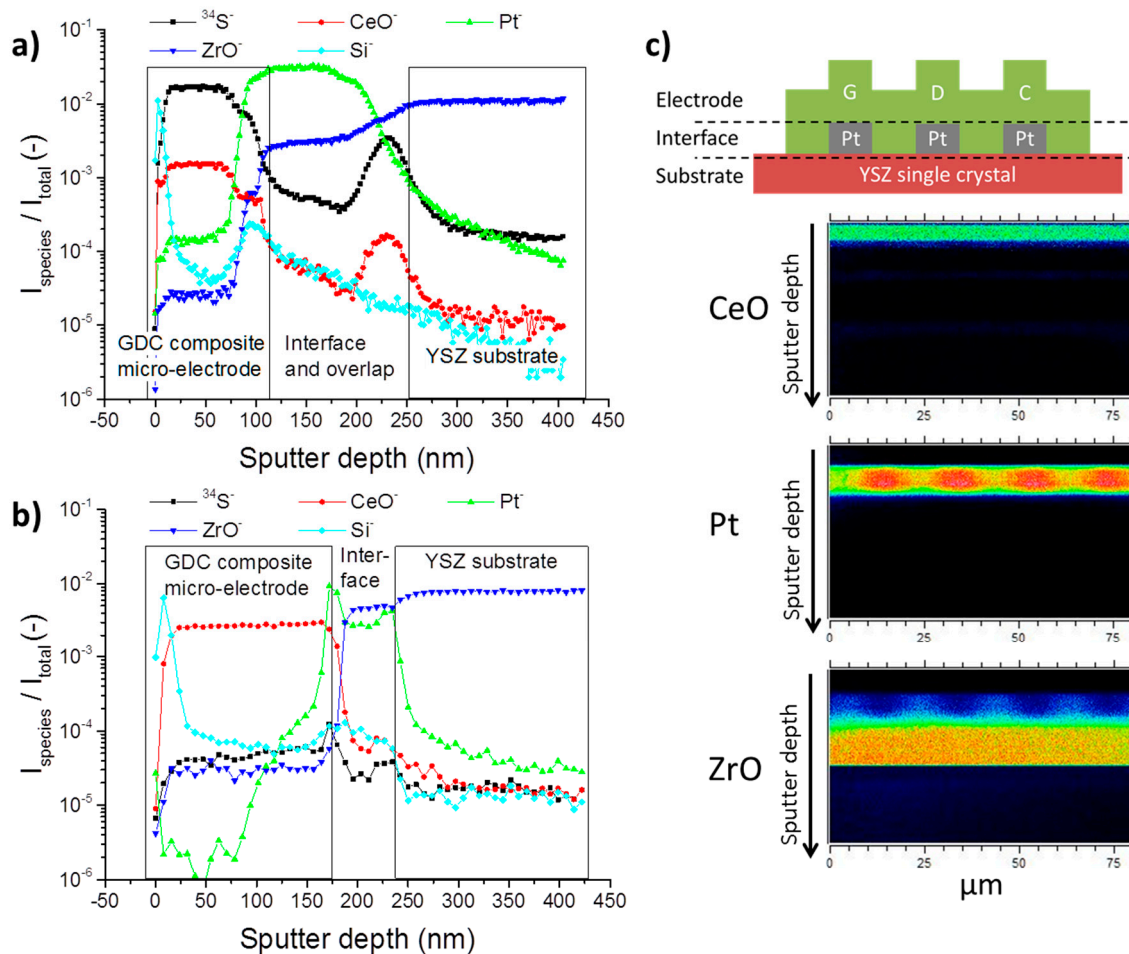 a)
³⁴S⁻ CeO⁻ Pt⁻
ZrO⁻ Si⁻
10⁻¹
10⁻²
10⁻³
10⁻⁴
10⁻⁵
10⁻⁶
I species / I total (-)
GDC composite
micro-electrode
Interface
and overlap
YSZ substrate
-50 0 50 100 150 200 250 300 350 400 450
Sputter depth (nm)
b)
³⁴S⁻ CeO⁻ Pt⁻
ZrO⁻ Si⁻
10⁻¹
10⁻²
10⁻³
10⁻⁴
10⁻⁵
10⁻⁶
I species / I total (-)
GDC composite
micro-electrode
Inter-
face
YSZ substrate
-50 0 50 100 150 200 250 300 350 400 450
Sputter depth (nm)
c)
Electrode
Interface
Substrate
G D C
Pt Pt Pt
YSZ single crystal
CeO
Sputter depth
0 25 50 75
Pt
Sputter depth
0 25 50 75
ZrO
Sputter depth
0 25 50 75
μm